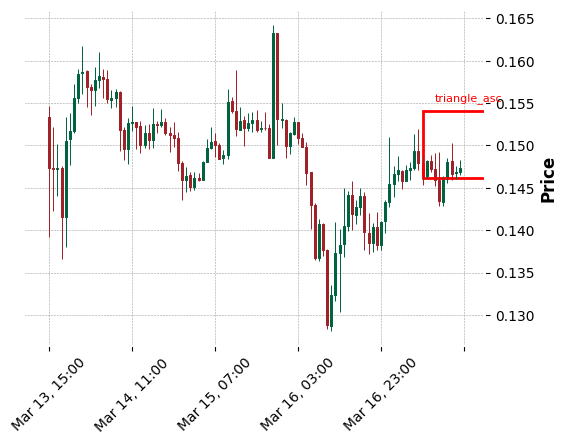 0.165
0.160
triangle_asc
0.155
0.150
0.145
0.140
0.135
0.130
Price
Mar 13, 15:00
Mar 14, 11:00
Mar 15, 07:00
Mar 16, 03:00
Mar 16, 23:00